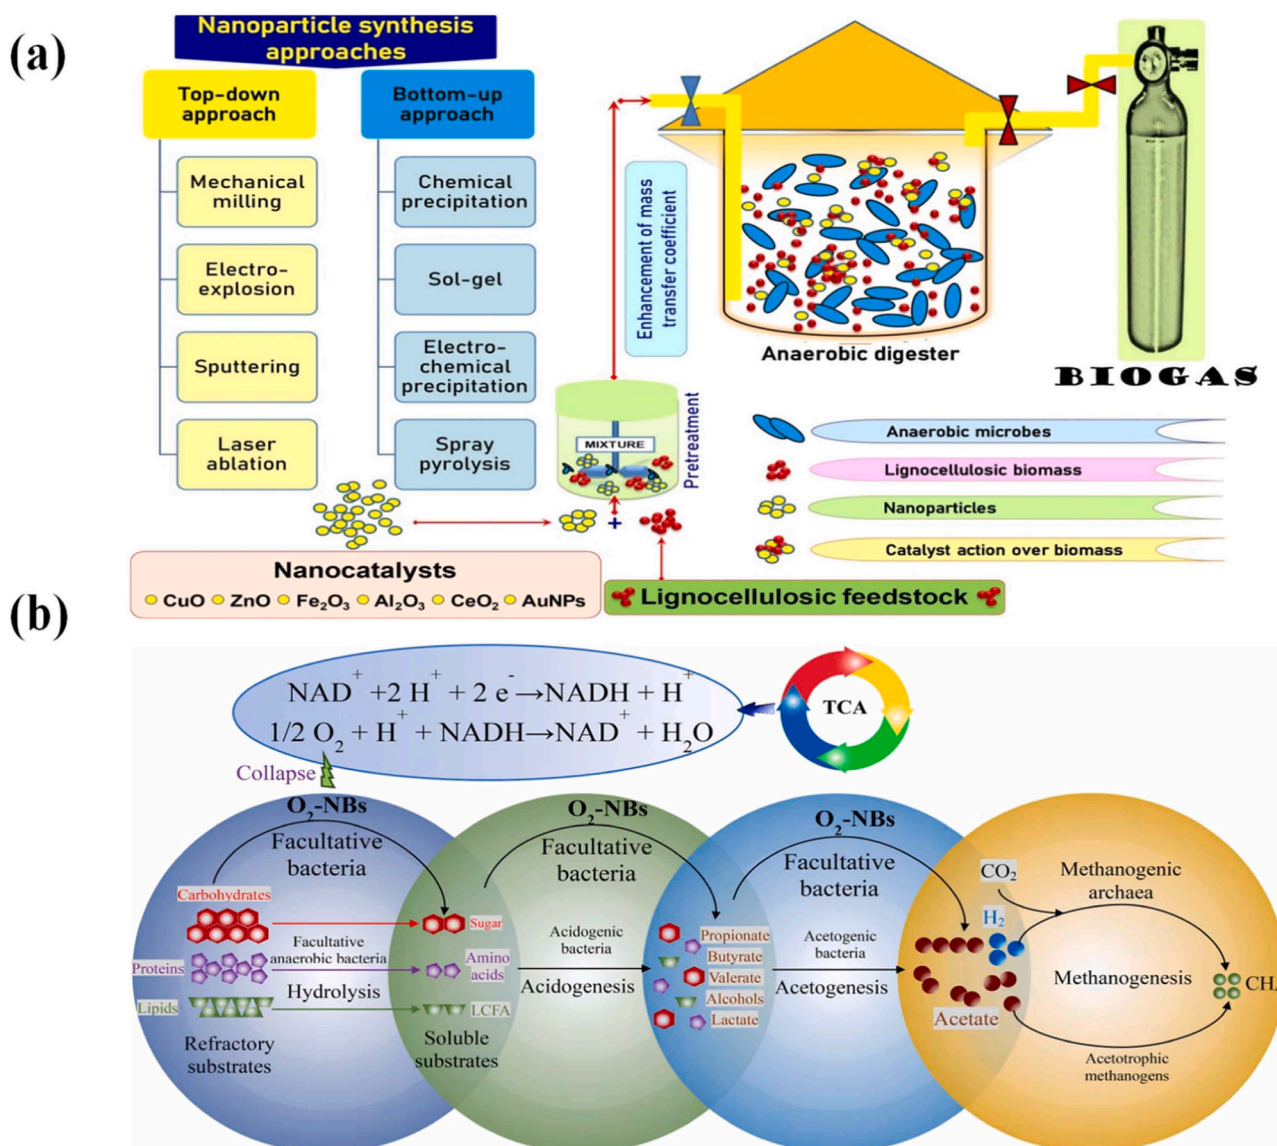 (a)
Nanoparticle synthesis
approaches
Top-down
approach
Bottom-up
approach
Mechanical
milling
Chemical
precipitation
Electro-
explosion
Sol-gel
Sputtering
Electro-
chemical
precipitation
Laser
ablation
Spray
pyrolysis
Enhancement of mass
transfer coefficient
MIXTURE
Pretreatment
+
Anaerobic digester
BIOGAS
Anaerobic microbes
Lignocellulosic biomass
Nanoparticles
Catalyst action over biomass
Nanocatalysts
CuO ZnO Fe₂O₃ Al₂O₃ CeO₂ AuNPs
Lignocellulosic feedstock
(b)
NAD⁺ +2 H⁺ + 2 e⁻→NADH + H⁺
1/2 O₂ + H⁺ + NADH→NAD⁺ + H₂O
TCA
Collapse
O₂-NBs
Facultative
bacteria
Carbohydrates
Sugar
Facultative
anaerobic bacteria
Proteins
Amino
acids
Hydrolysis
Lipids
LCFA
Refractory
substrates
Soluble
substrates
O₂-NBs
Facultative
bacteria
Acidogenic
bacteria
Acidogenesis
Propionate
Butyrate
Valerate
Alcohols
Lactate
O₂-NBs
Facultative
bacteria
Acetogenic
bacteria
Acetogenesis
CO₂
H₂
Acetate
Methanogenic
archaea
Methanogenesis
Acetotrophic
methanogens